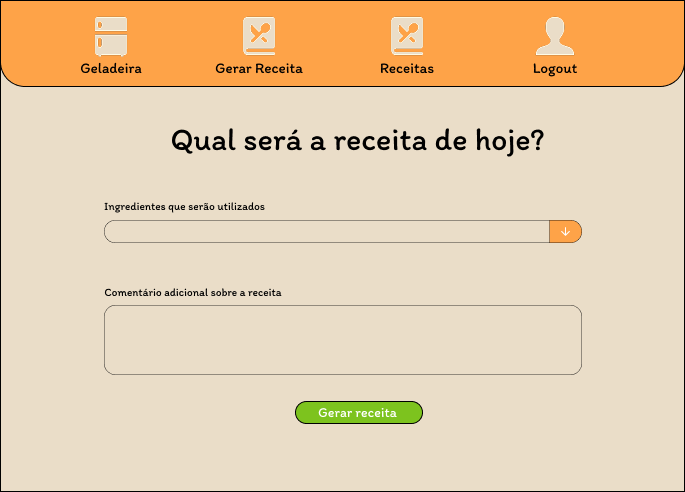 Geladeira
Gerar Receita
Receitas
Logout
Qual será a receita de hoje?
Ingredientes que serão utilizados
Comentário adicional sobre a receita
Gerar receita